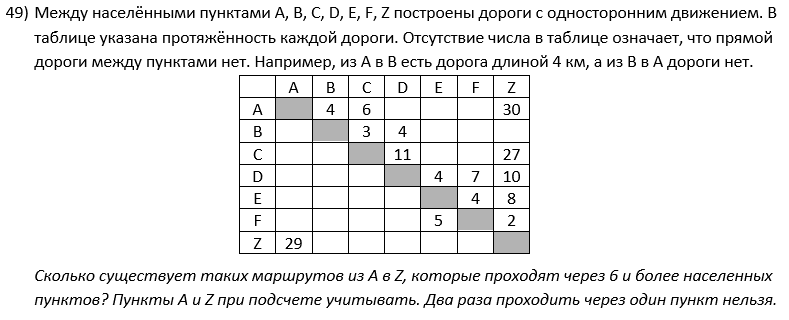 49) Между населёнными пунктами A, B, C, D, E, F, Z построены дороги с односторонним движением. В
таблице указана протяжённость каждой дороги. Отсутствие числа в таблице означает, что прямой
дороги между пунктами нет. Например, из A в B есть дорога длиной 4 км, а из B в A дороги нет.
A B C D E F Z
A 4 6 30
B 3 4
C 11 27
D 4 7 10
E 4 8
F 5 2
Z 29
Сколько существует таких маршрутов из A в Z, которые проходят через 6 и более населенных
пунктов? Пункты A и Z при подсчете учитывать. Два раза проходить через один пункт нельзя.